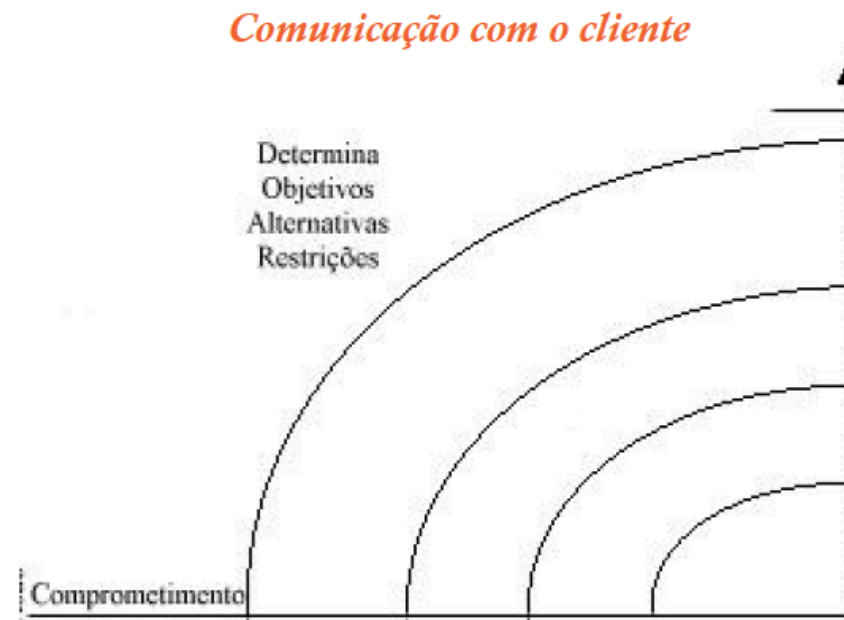 Comunicação com o cliente
Determina
Objetivos
Alternativas
Restrições
Comprometimento